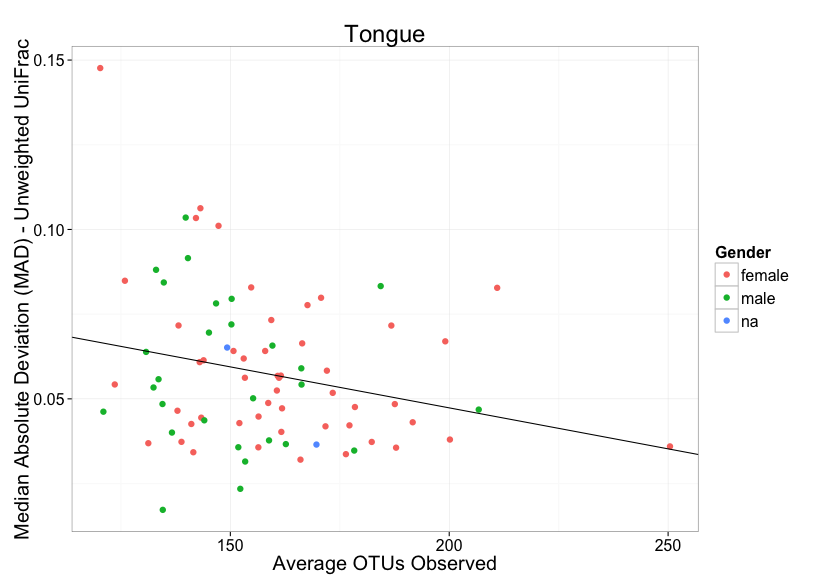 Tongue
Median Absolute Deviation (MAD) - Unweighted UniFrac
0.15
0.10
0.05
150
200
250
Average OTUs Observed
Gender
female
male
na